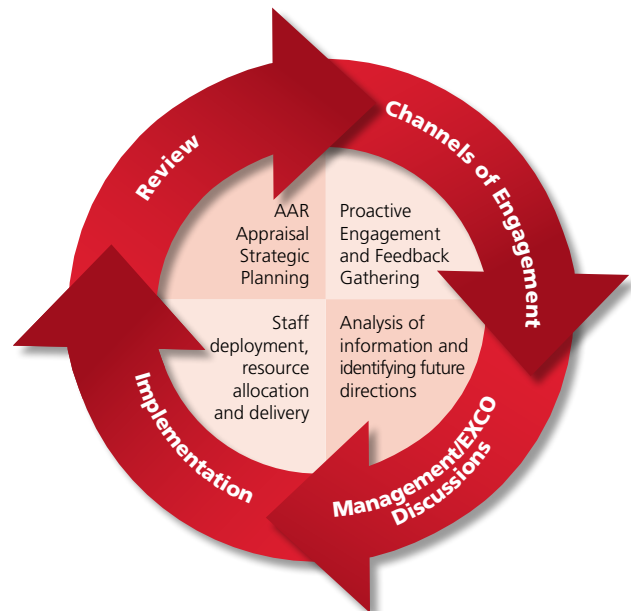 Review
Channels of Engagement
AAR
Appraisal
Strategic
Planning
Proactive
Engagement
and Feedback
Gathering
Staff
deployment,
resource
allocation
and delivery
Analysis of
information and
identifying future
directions
Implementation
Management/EXCO
Discussions